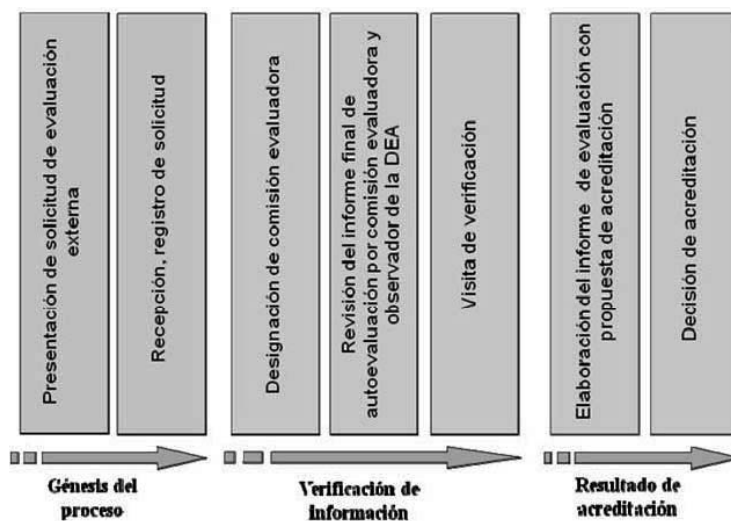 Presentación de solicitud de evaluación
externa
Recepción, registro de solicitud
Designación de comisión evaluadora
Revisión del informe final de
autoevaluación por comisión evaluadora y
observador de la DEA
Visita de verificación
Elaboración del informe de evaluación con
propuesta de acreditación
Decisión de acreditación
Génesis del
proceso
Verificación de
información
Resultado de
acreditación